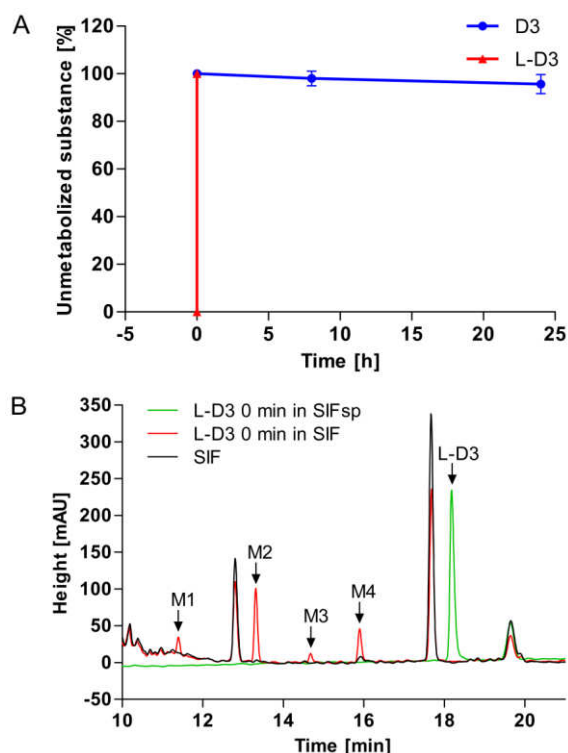 A
D3
L-D3
Unmetabolized substance [%]
120
100
80
60
40
20
0
-5 0 5 10 15 20 25
Time [h]
B
L-D3 0 min in SIFsp
L-D3 0 min in SIF
SIF
L-D3
M1
M2
M3
M4
Height [mAU]
350
300
250
200
150
100
50
0
-50
10 12 14 16 18 20
Time [min]